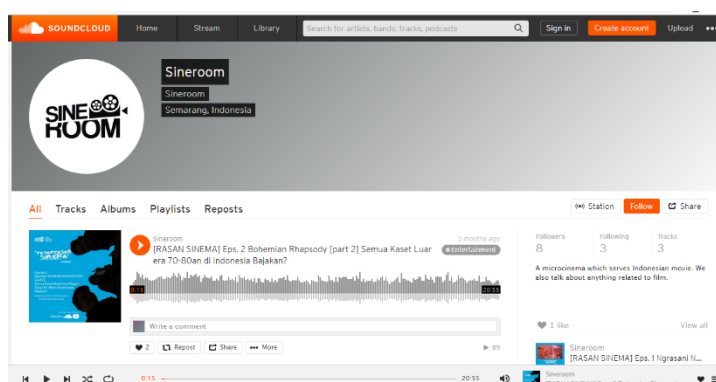 SOUNDCLOUD Home Stream Library Search for artists, bands, tracks, podcasts Sign in Create account Upload
Sineroom
Sineroom
Semarang, Indonesia
SINE
ROOM
All Tracks Albums Playlists Reposts Station Follow Share
Sineroom 3 months ago
[RASAN SINEMA] Eps. 2 Bohemian Rhapsody [part 2] Semua Kaset Luar # Entertainment
era 70-80an di Indonesia Bajakan?
0:15 20:55
Write a comment
2 Repost Share More 89
Followers Following Tracks
8 3 3
A microcinema which serves Indonesian movie. We
also talk about anything related to film.
1 like View all
Sineroom
[RASAN SINEMA] Eps. 1 Ngrasani N...
0:15 20:55 Sineroom